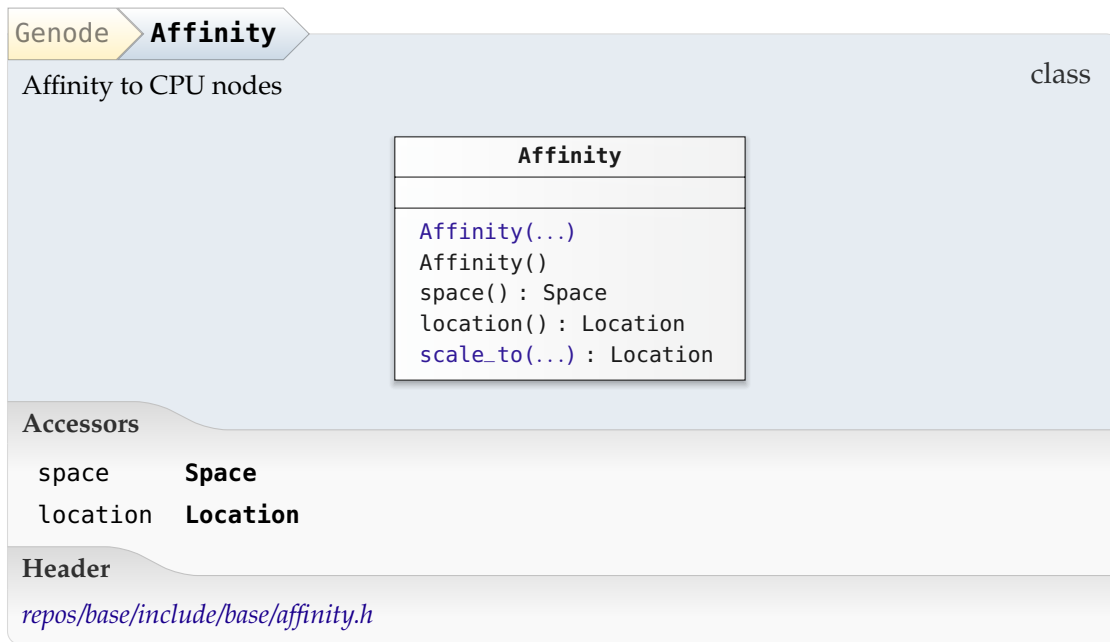 Genode Affinity
class
Affinity to CPU nodes
Affinity
Affinity(...)
Affinity()
space() : Space
location() : Location
scale_to(...) : Location
Accessors
space Space
location Location
Header
repos/base/include/base/affinity.h